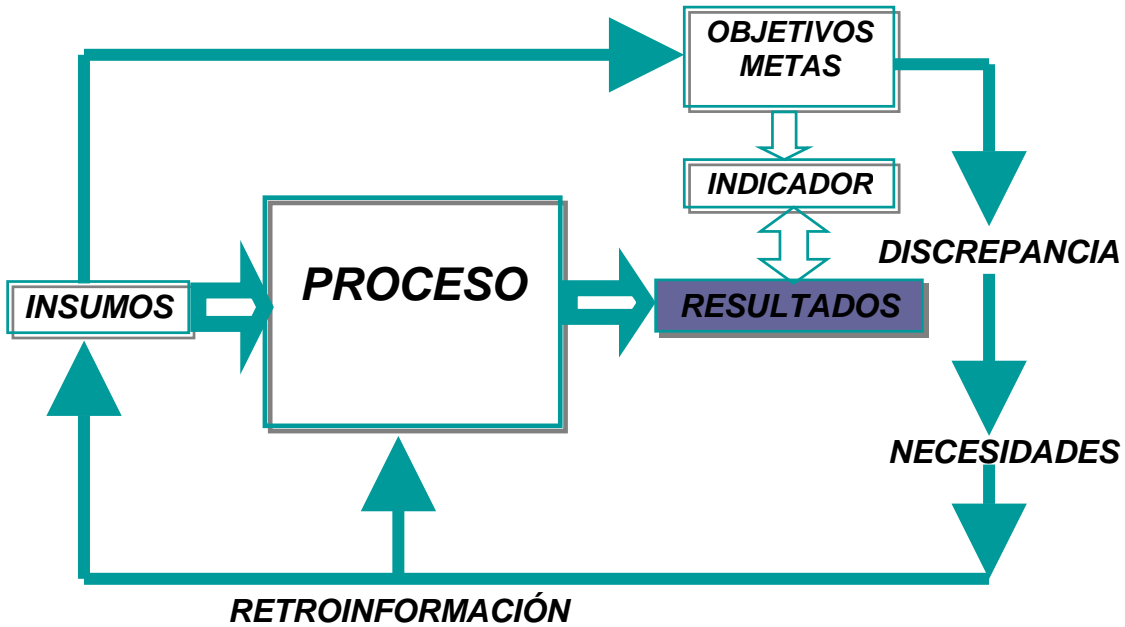 OBJETIVOS
METAS
INDICADOR
DISCREPANCIA
PROCESO
INSUMOS
RESULTADOS
NECESIDADES
RETROINFORMACIÓN